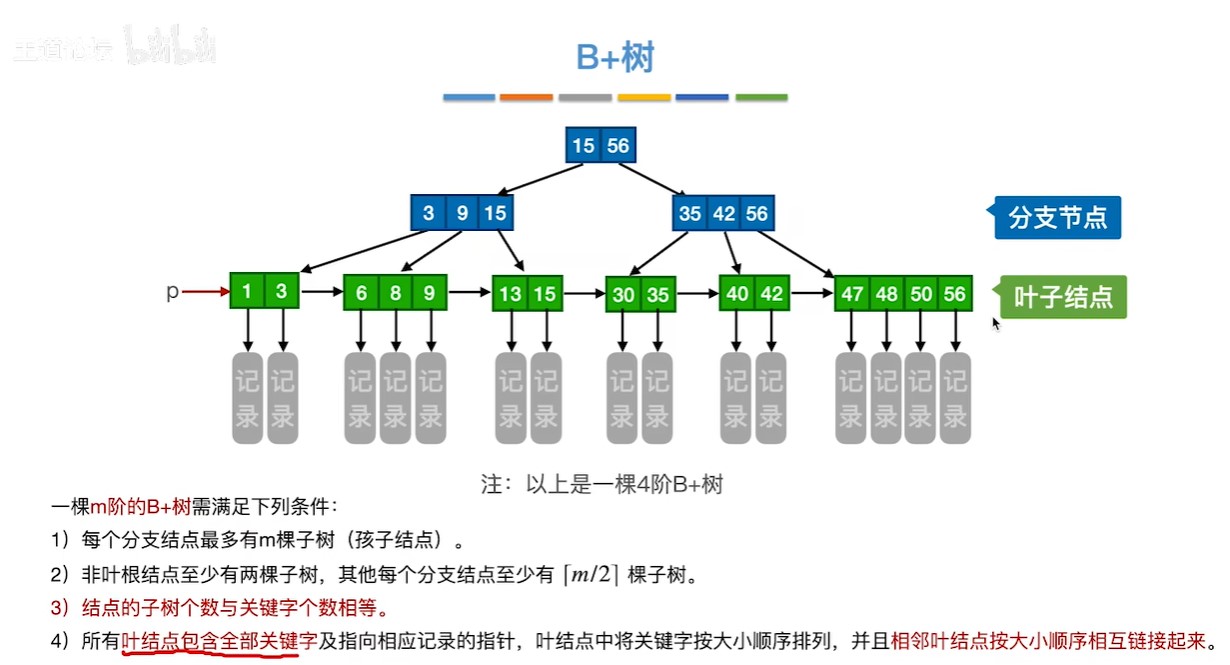 王道论坛 bilibili
B+树
15 56
3 9 15 35 42 56
分支节点
p 1 3 6 8 9 13 15 30 35 40 42 47 48 50 56
叶子结点
记录 记录 记录 记录 记录 记录 记录 记录 记录 记录 记录 记录 记录 记录 记录
注：以上是一棵4阶B+树
一棵m阶的B+树需满足下列条件：
1）每个分支结点最多有m棵子树（孩子结点）。
2）非叶根结点至少有两棵子树，其他每个分支结点至少有 ⌈m/2⌉ 棵子树。
3）结点的子树个数与关键字个数相等。
4）所有叶结点包含全部关键字及指向相应记录的指针，叶结点中将关键字按大小顺序排列，并且相邻叶结点按大小顺序相互链接起来。